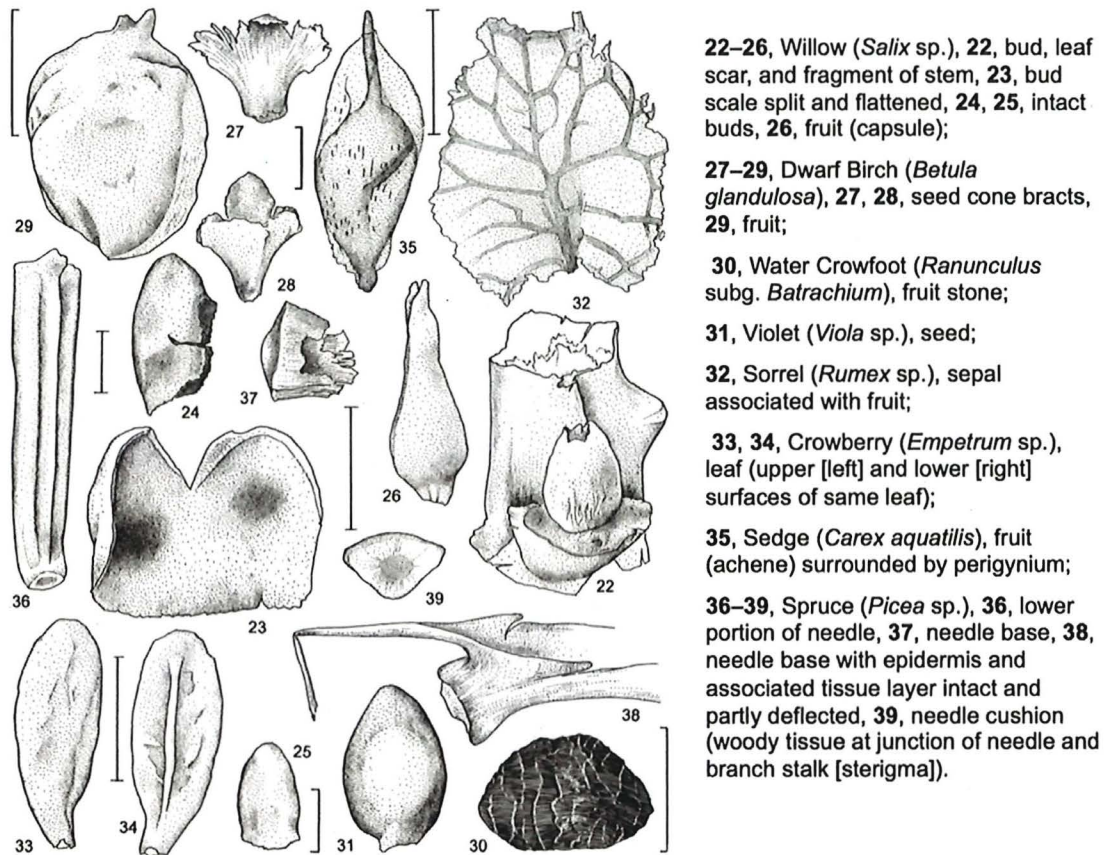 27
29
28
35
32
24
37
26
36
23
39
22
38
25
33
34
31
30
22–26, Willow (Salix sp.), 22, bud, leaf
scar, and fragment of stem, 23, bud
scale split and flattened, 24, 25, intact
buds, 26, fruit (capsule);
27–29, Dwarf Birch (Betula
glandulosa), 27, 28, seed cone bracts,
29, fruit;
30, Water Crowfoot (Ranunculus
subg. Batrachium), fruit stone;
31, Violet (Viola sp.), seed;
32, Sorrel (Rumex sp.), sepal
associated with fruit;
33, 34, Crowberry (Empetrum sp.),
leaf (upper [left] and lower [right]
surfaces of same leaf);
35, Sedge (Carex aquatilis), fruit
(achene) surrounded by perigynium;
36–39, Spruce (Picea sp.), 36, lower
portion of needle, 37, needle base, 38,
needle base with epidermis and
associated tissue layer intact and
partly deflected, 39, needle cushion
(woody tissue at junction of needle and
branch stalk [sterigma]).